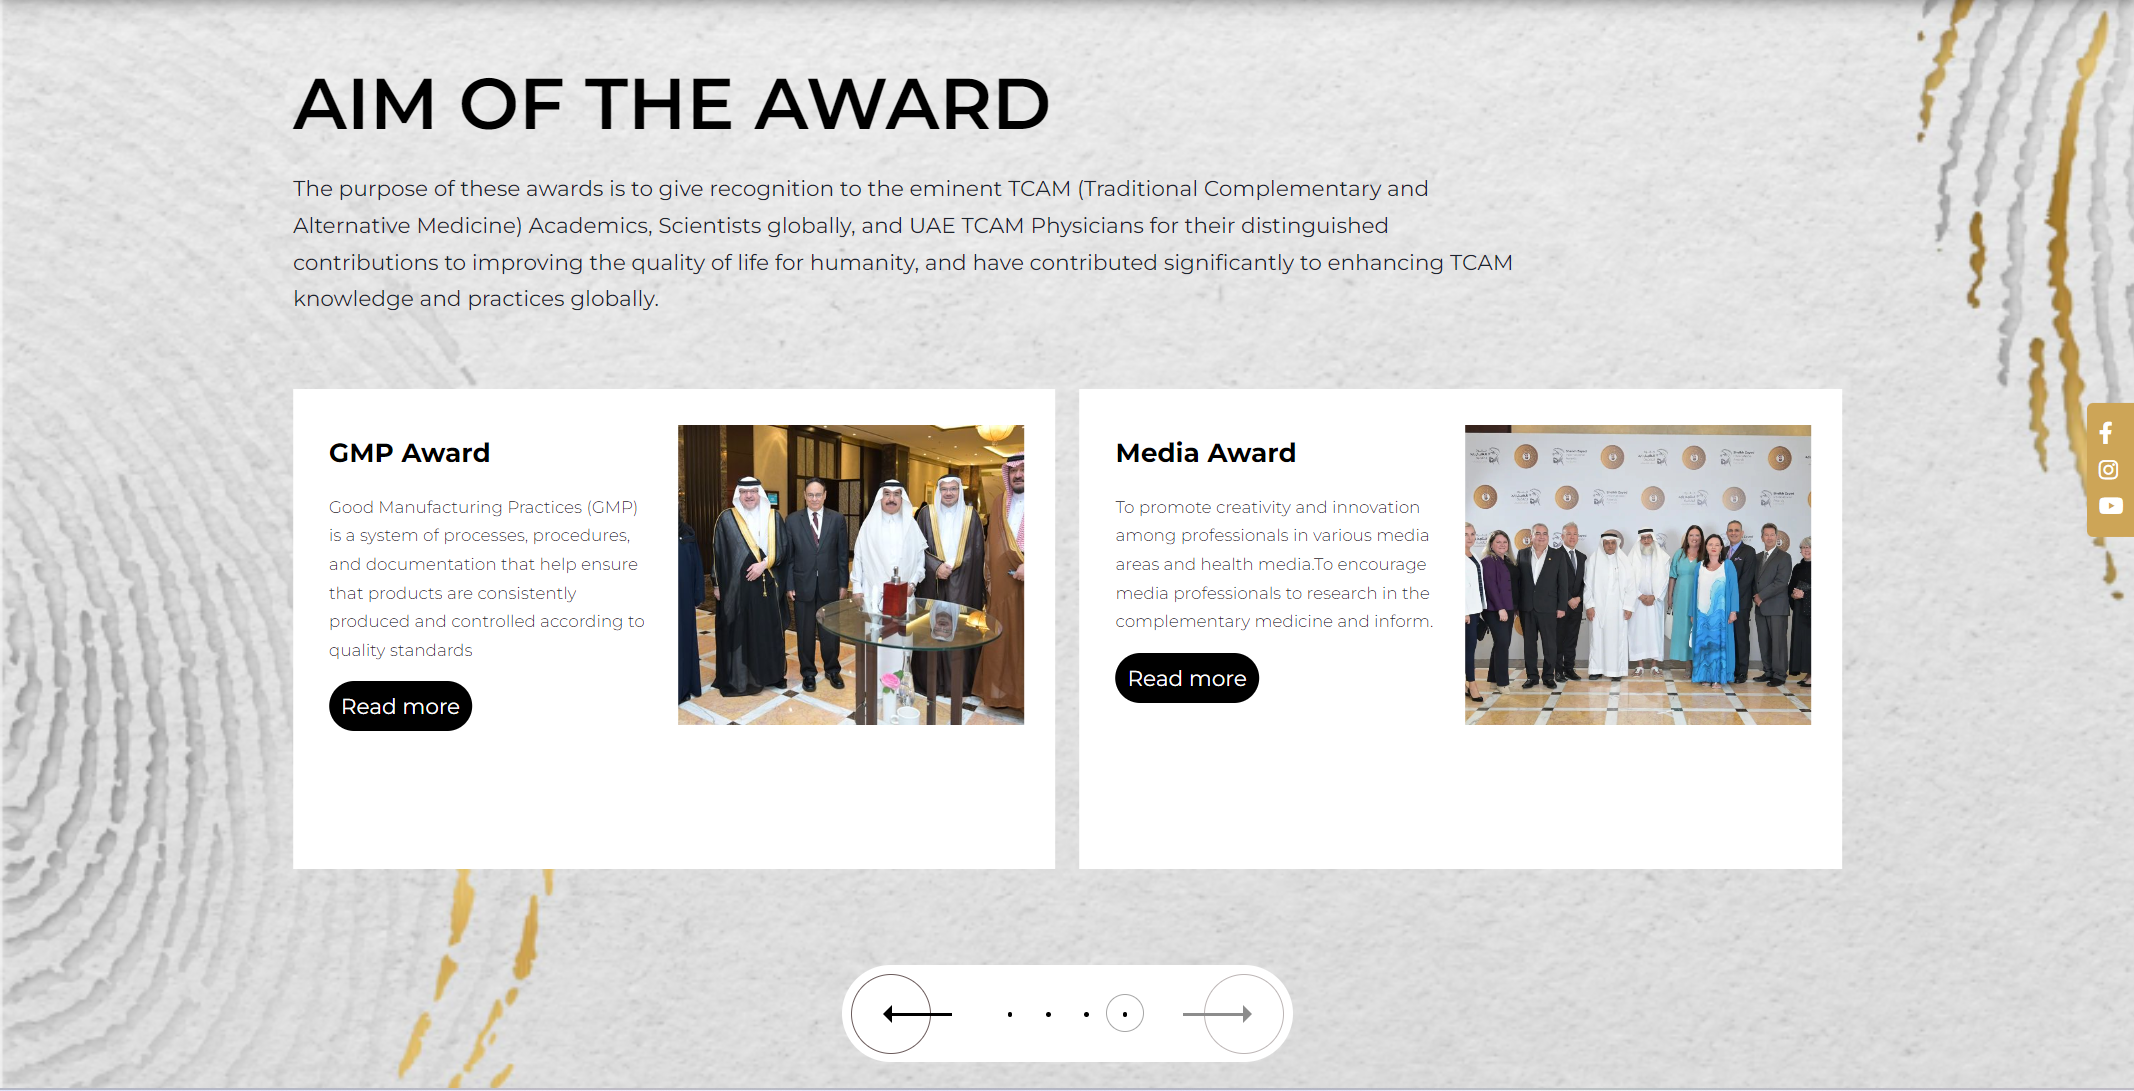 AIM OF THE AWARD
The purpose of these awards is to give recognition to the eminent TCAM (Traditional Complementary and
Alternative Medicine) Academics, Scientists globally, and UAE TCAM Physicians for their distinguished
contributions to improving the quality of life for humanity, and have contributed significantly to enhancing TCAM
knowledge and practices globally.
GMP Award
Good Manufacturing Practices (GMP)
is a system of processes, procedures,
and documentation that help ensure
that products are consistently
produced and controlled according to
quality standards
Read more
Media Award
To promote creativity and innovation
among professionals in various media
areas and health media.To encourage
media professionals to research in the
complementary medicine and inform.
Read more